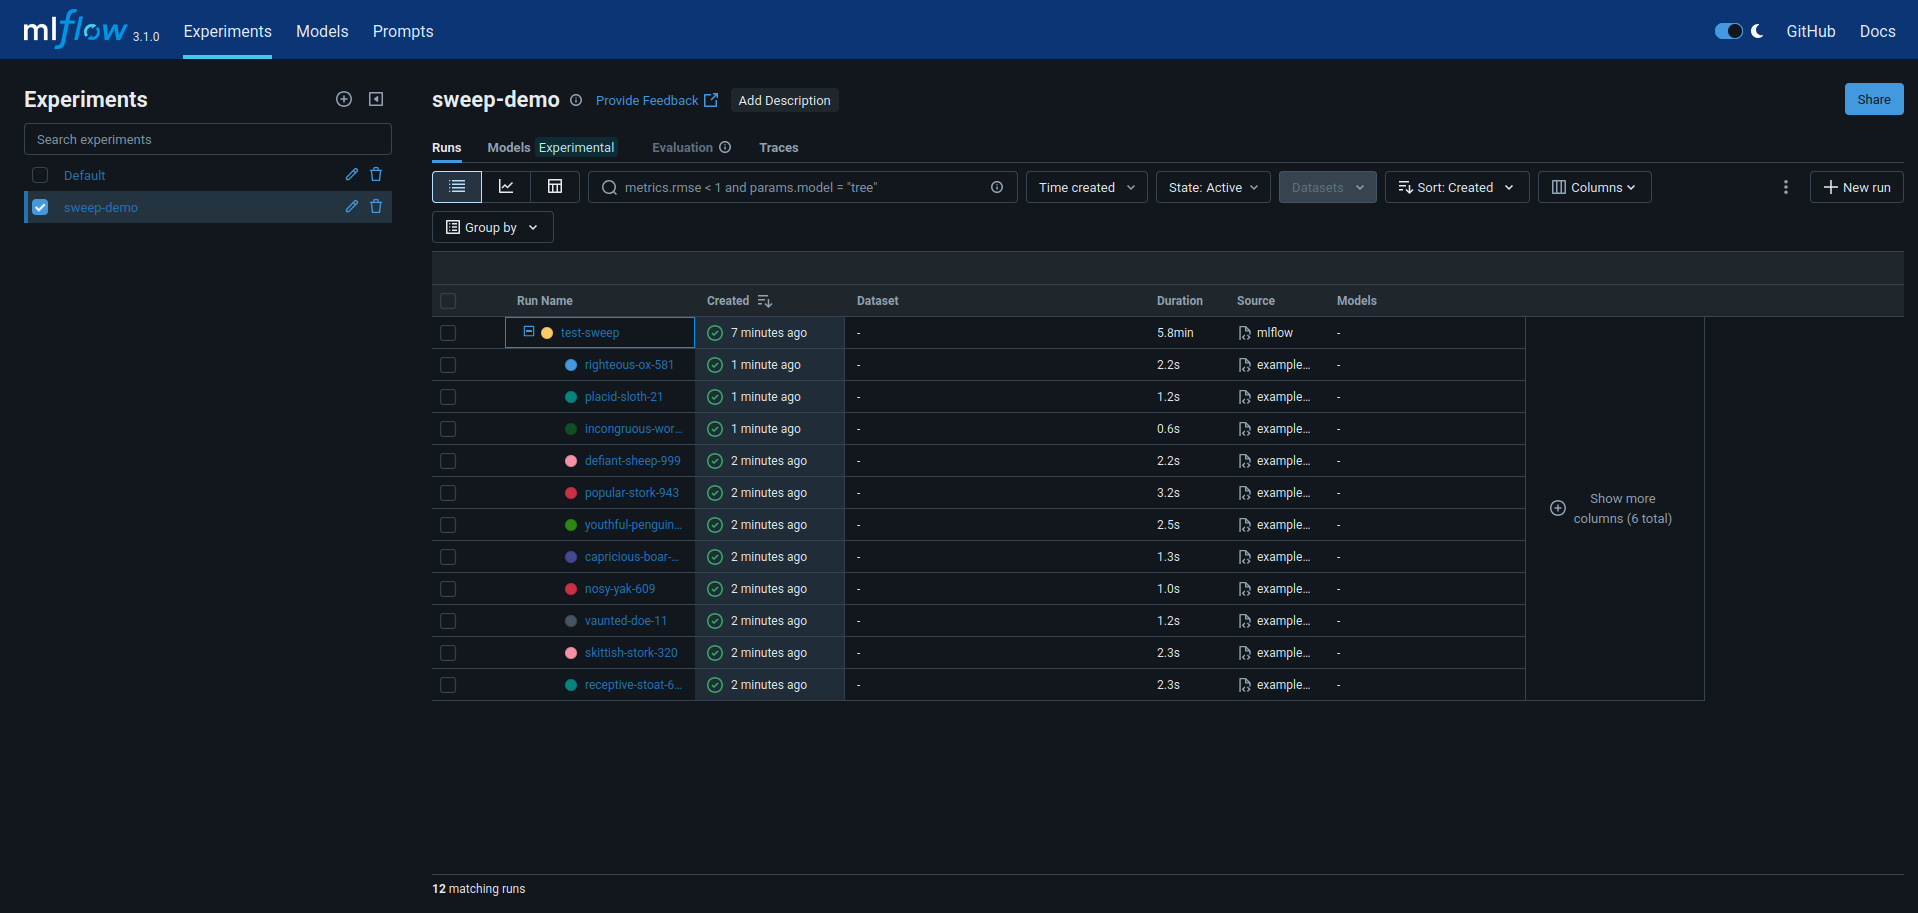 mlflow 3.1.0 Experiments Models Prompts GitHub Docs
Experiments
Search experiments
Default
sweep-demo
sweep-demo Provide Feedback Add Description Share
Runs Models Experimental Evaluation Traces
metrics.rmse < 1 and params.model = "tree" Time created State: Active Datasets Sort: Created Columns New run
Group by
Run Name Created Dataset Duration Source Models
test-sweep 7 minutes ago - 5.8min mlflow -
righteous-ox-581 1 minute ago - 2.2s example... -
placid-sloth-21 1 minute ago - 1.2s example... -
incongruous-wor... 1 minute ago - 0.6s example... -
defiant-sheep-999 2 minutes ago - 2.2s example... -
popular-stork-943 2 minutes ago - 3.2s example... -
youthful-penguin... 2 minutes ago - 2.5s example... -
capricious-boar-... 2 minutes ago - 1.3s example... -
nosy-yak-609 2 minutes ago - 1.0s example... -
vaunted-doe-11 2 minutes ago - 1.2s example... -
skittish-stork-320 2 minutes ago - 2.3s example... -
receptive-stoat-6... 2 minutes ago - 2.3s example... -
Show more
columns (6 total)
12 matching runs